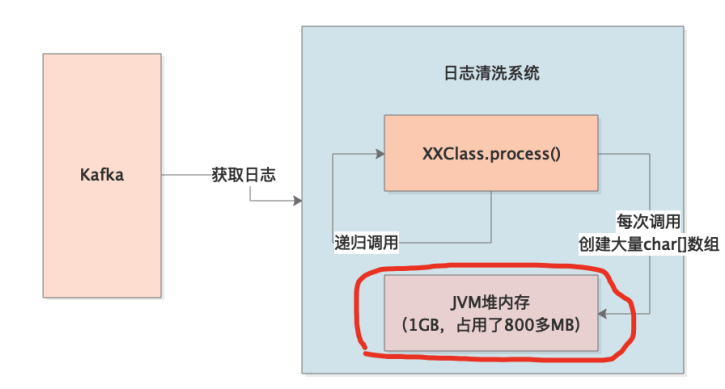 日志清洗系统
XXClass.process()
Kafka
获取日志
每次调用
创建大量char[]数组
递归调用
JVM堆内存
(1GB，占用了800多MB)